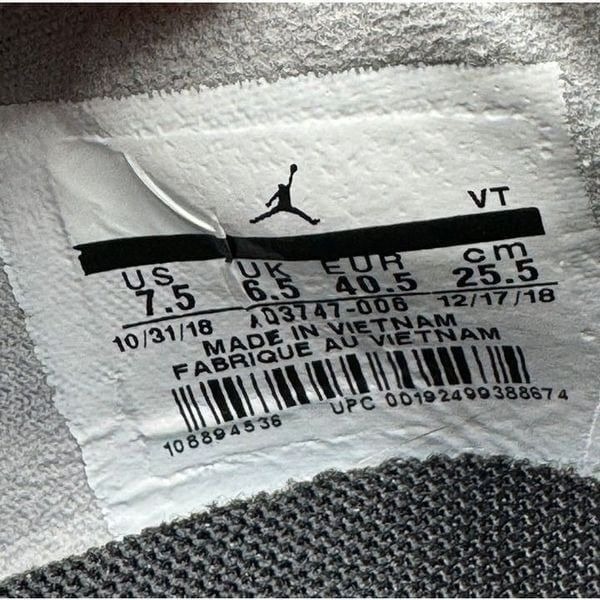 VT
US UK EUR cm
7.5 6.5 40.5 25.5
10/31/18 AO3747-006 12/17/18
MADE IN VIETNAM
FABRIQUE AU VIETNAM
108894536 UPC 00192499388674